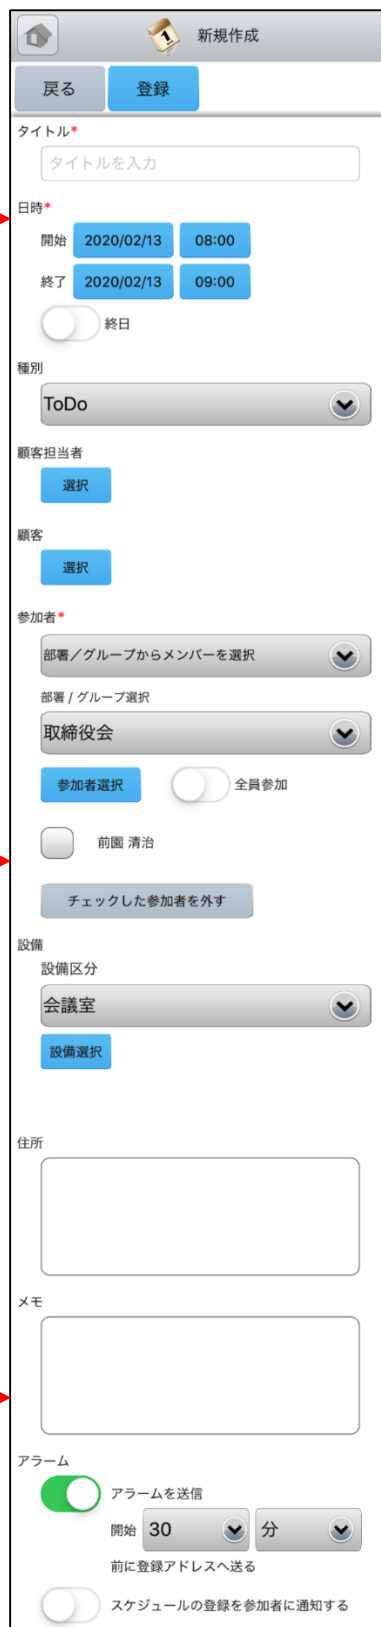 新規作成
戻る 登録
タイトル*
タイトルを入力
日時*
開始 2020/02/13 08:00
終了 2020/02/13 09:00
終日
種別
ToDo
顧客担当者
選択
顧客
選択
参加者*
部署／グループからメンバーを選択
部署 / グループ選択
取締役会
参加者選択 全員参加
前園 清治
チェックした参加者を外す
設備
設備区分
会議室
設備選択
住所
メモ
アラーム
アラームを送信
開始 30 分
前に登録アドレスへ送る
スケジュールの登録を参加者に通知する